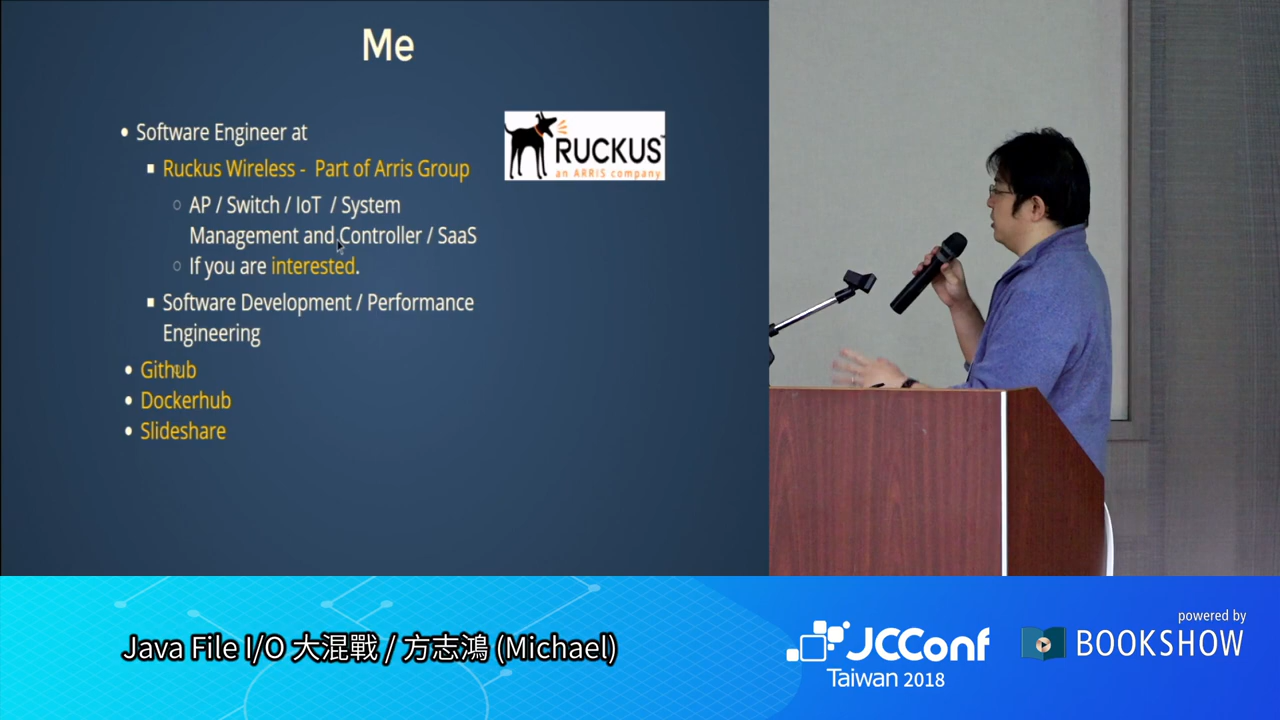 Me
Software Engineer at
Ruckus Wireless - Part of Arris Group
AP / Switch / IoT / System
Management and Controller / SaaS
If you are interested.
Software Development / Performance
Engineering
Github
Dockerhub
Slideshare
RUCKUS™
an ARRIS company
Java File I/O 大混戰 / 方志鴻 (Michael)
JCConf
Taiwan 2018
powered by
BOOKSHOW